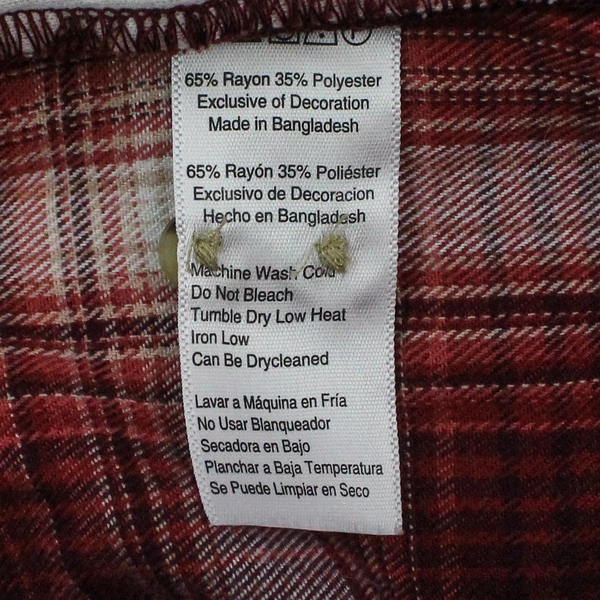 65% Rayon 35% Polyester
Exclusive of Decoration
Made in Bangladesh
65% Rayón 35% Poliéster
Exclusivo de Decoracion
Hecho en Bangladesh
Machine Wash Cold
Do Not Bleach
Tumble Dry Low Heat
Iron Low
Can Be Drycleaned
Lavar a Máquina en Fría
No Usar Blanqueador
Secadora en Bajo
Planchar a Baja Temperatura
Se Puede Limpiar en Seco